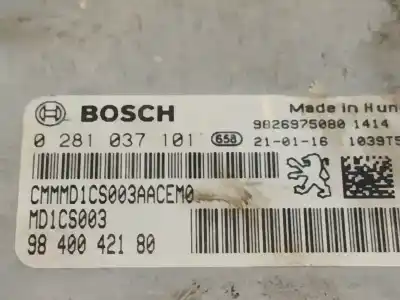 BOSCH
Made in Hun
9826975080 1414
0 281 037 101 658
21-01-16 1039T5
CMMMD1CS003AACEM0
MD1CS003
98 400 421 80